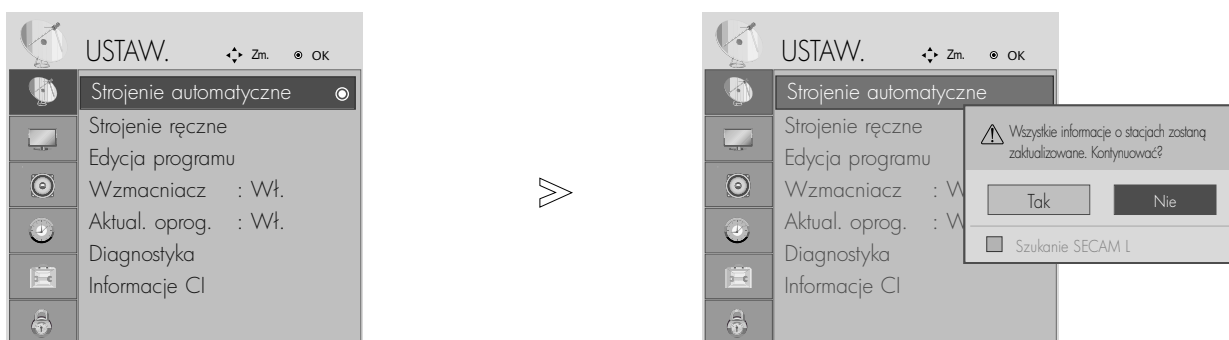 USTAW.
Zm. OK
Strojenie automatyczne
Strojenie ręczne
Edycja programu
Wzmacniacz : Wł.
Aktual. oprog. : Wł.
Diagnostyka
Informacje CI
USTAW.
Zm. OK
Strojenie automatyczne
Strojenie ręczne
Edycja programu
Wzmacniacz : W
Aktual. oprog. : W
Diagnostyka
Informacje CI
Wszystkie informacje o stacjach zostaną
zaktualizowane. Kontynuować?
Tak Nie
Szukanie SECAM L